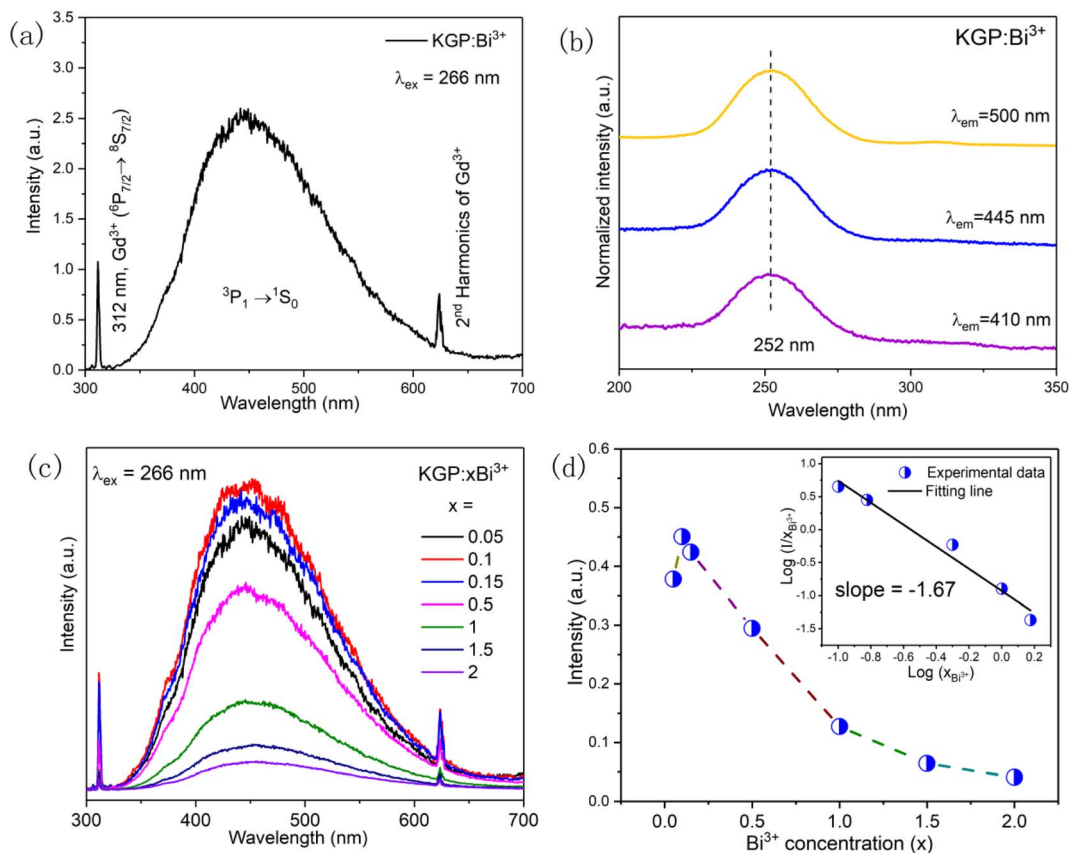 (a)
KGP:Bi³⁺
λex = 266 nm
312 nm, Gd³⁺ (⁶P7/2→ ⁸S7/2)
³P₁ →¹S₀
2nd Harmonics of Gd³⁺
Intensity (a.u.)
3.5
3.0
2.5
2.0
1.5
1.0
0.5
0.0
300 400 500 600 700
Wavelength (nm)
(b)
KGP:Bi³⁺
λem=500 nm
λem=445 nm
λem=410 nm
252 nm
Normalized intensity (a.u.)
200 250 300 350
Wavelength (nm)
(c)
λex = 266 nm
KGP:xBi³⁺
x =
0.05
0.1
0.15
0.5
1
1.5
2
Intensity (a.u.)
300 400 500 600 700
Wavelength (nm)
(d)
Intensity (a.u.)
0.6
0.5
0.4
0.3
0.2
0.1
0.0
0.0 0.5 1.0 1.5 2.0
Bi³⁺ concentration (x)
Experimental data
Fitting line
slope = -1.67
Log (I/xBi³⁺)
1.0
0.5
0.0
-0.5
-1.0
-1.5
-1.0 -0.8 -0.6 -0.4 -0.2 0.0 0.2
Log (xBi³⁺)